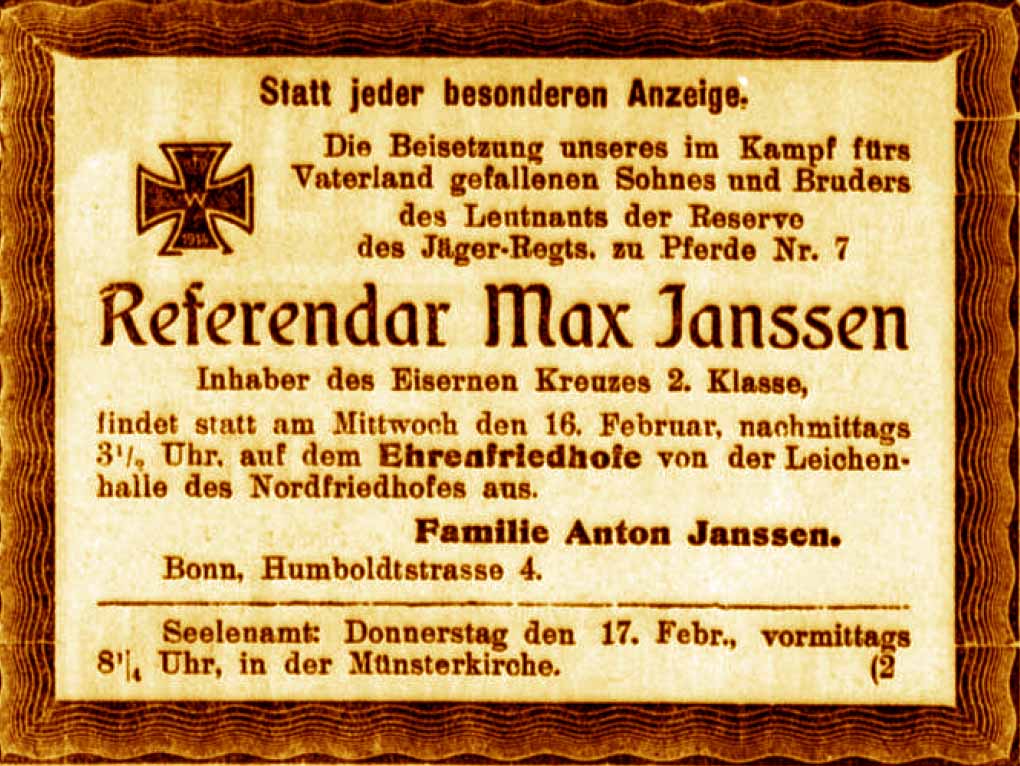 Statt jeder besonderen Anzeige.
W
1914
Die Beisetzung unseres im Kampf fürs
Vaterland gefallenen Sohnes und Bruders
des Leutnants der Reserve
des Jäger-Regts. zu Pferde Nr. 7
Referendar Max Janssen
Inhaber des Eisernen Kreuzes 2. Klasse,
findet statt am Mittwoch den 16. Februar, nachmittags
3½ Uhr, auf dem Ehrenfriedhofe von der Leichen-
halle des Nordfriedhofes aus.
Familie Anton Janssen.
Bonn, Humboldtstrasse 4.
Seelenamt: Donnerstag den 17. Febr., vormittags
8¼ Uhr, in der Münsterkirche. (2